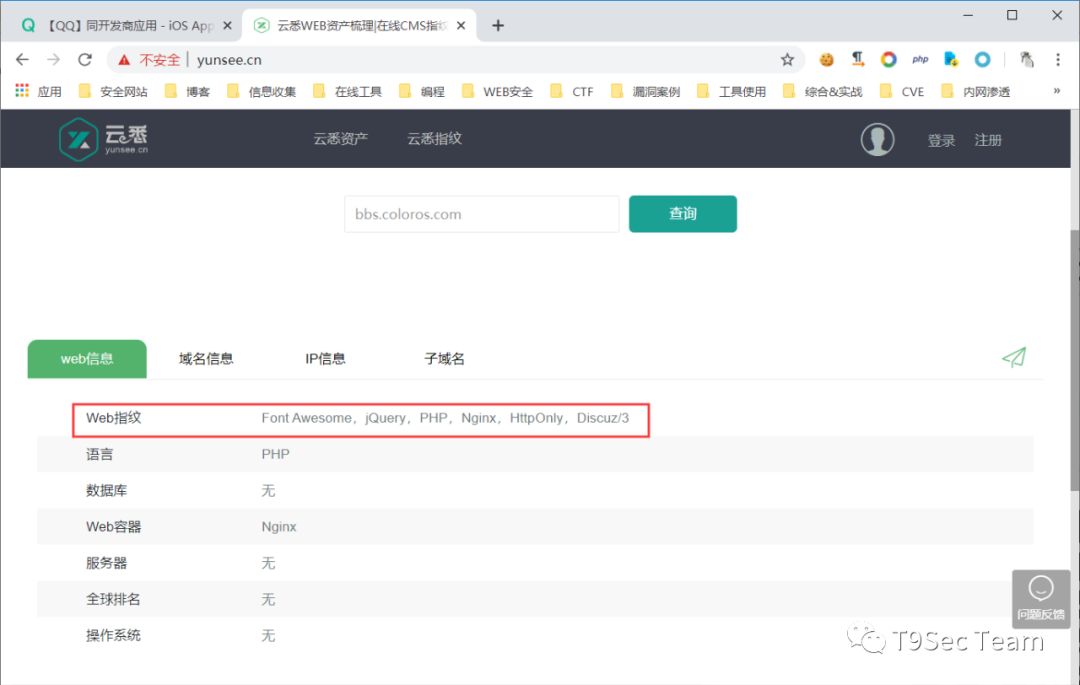 【QQ】同开发商应用 - iOS App
云悉WEB资产梳理|在线CMS指纹
不安全 yunsee.cn
php
应用 安全网站 博客 信息收集 在线工具 编程 WEB安全 CTF 漏洞案例 工具使用 综合&实战 CVE 内网渗透 »
云悉 yunsee.cn 云悉资产 云悉指纹 登录 注册
bbs.coloros.com 查询
web信息 域名信息 IP信息 子域名
Web指纹 Font Awesome，jQuery，PHP，Nginx，HttpOnly，Discuz/3
语言 PHP
数据库 无
Web容器 Nginx
服务器 无
全球排名 无
操作系统 无
问题反馈
T9Sec Team